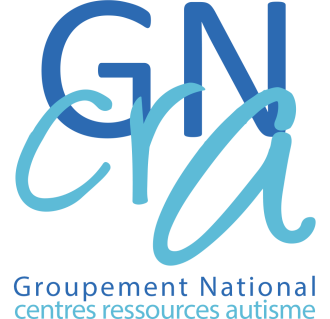 GN
cra
Groupement National
centres ressources autisme